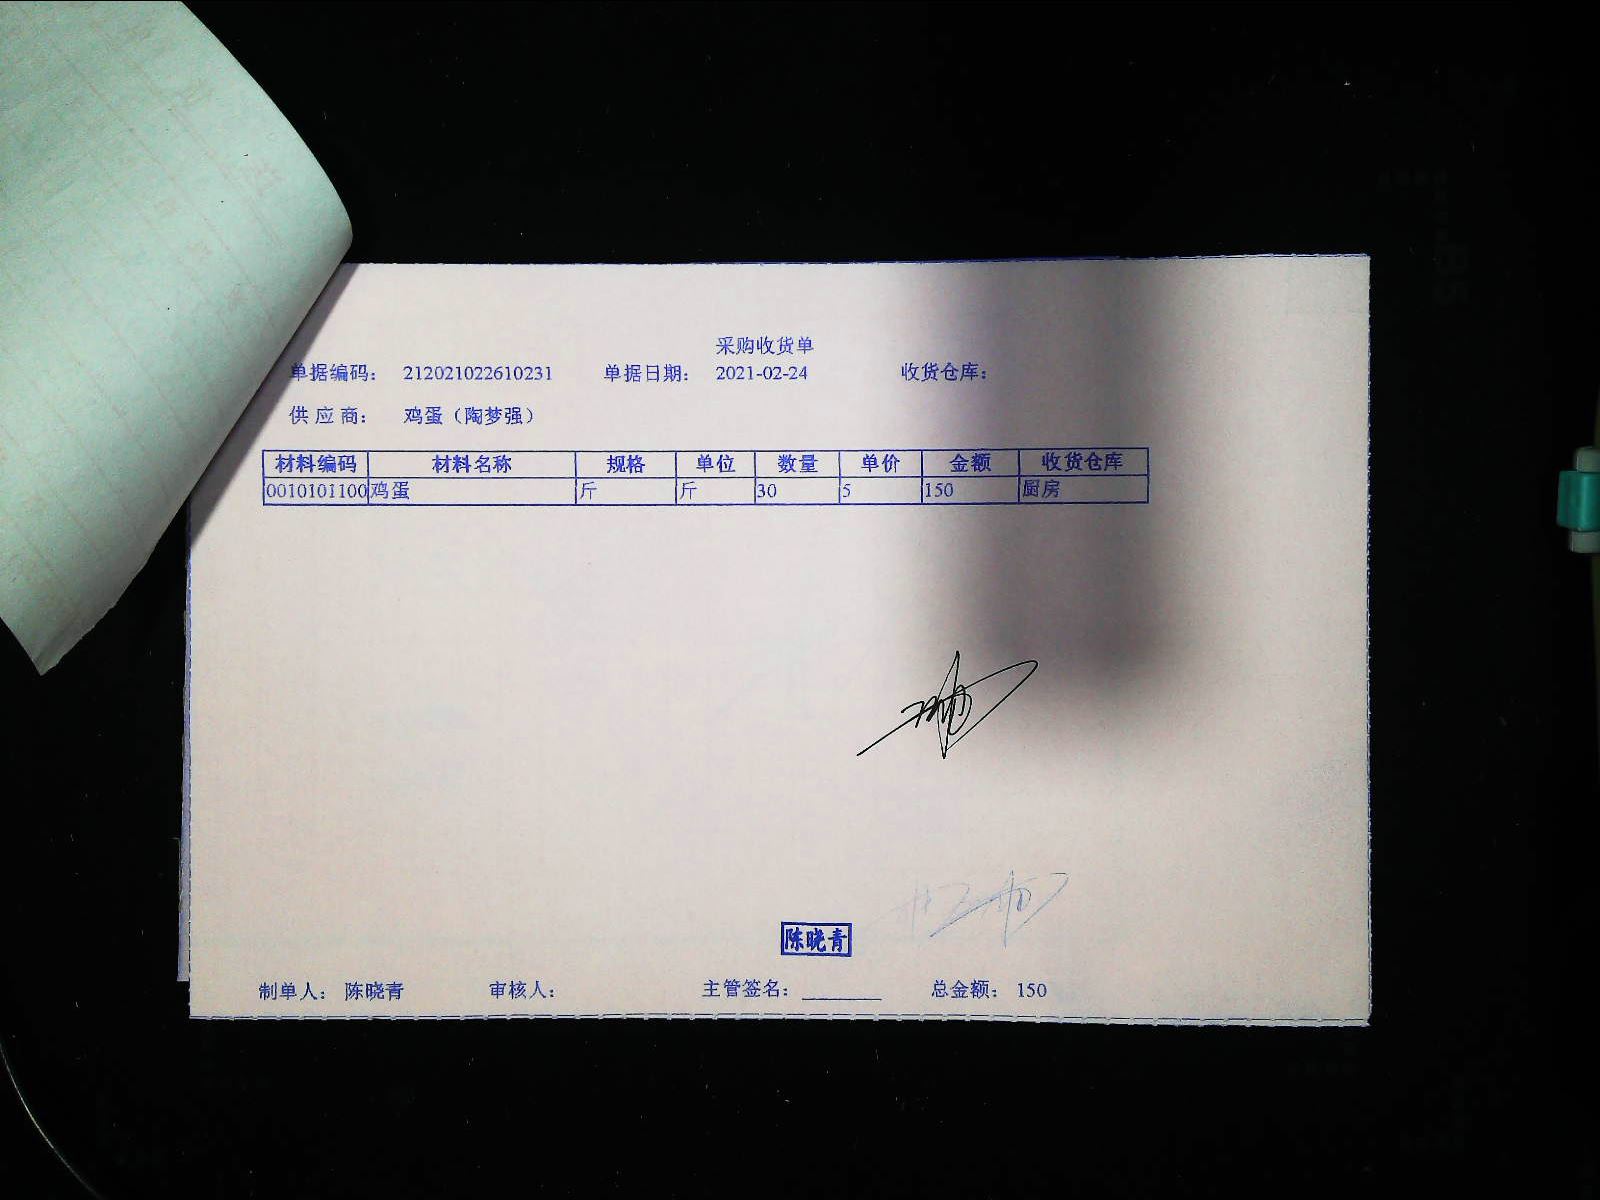 采购收货单
单据编码： 212021022610231 单据日期： 2021-02-24 收货仓库：
供应商： 鸡蛋（陶梦强）
材料编码 材料名称 规格 单位 数量 单价 金额 收货仓库
0010101100 鸡蛋 斤 斤 30 5 150 厨房
陈晓青
制单人： 陈晓青 审核人： 主管签名： ________ 总金额： 150